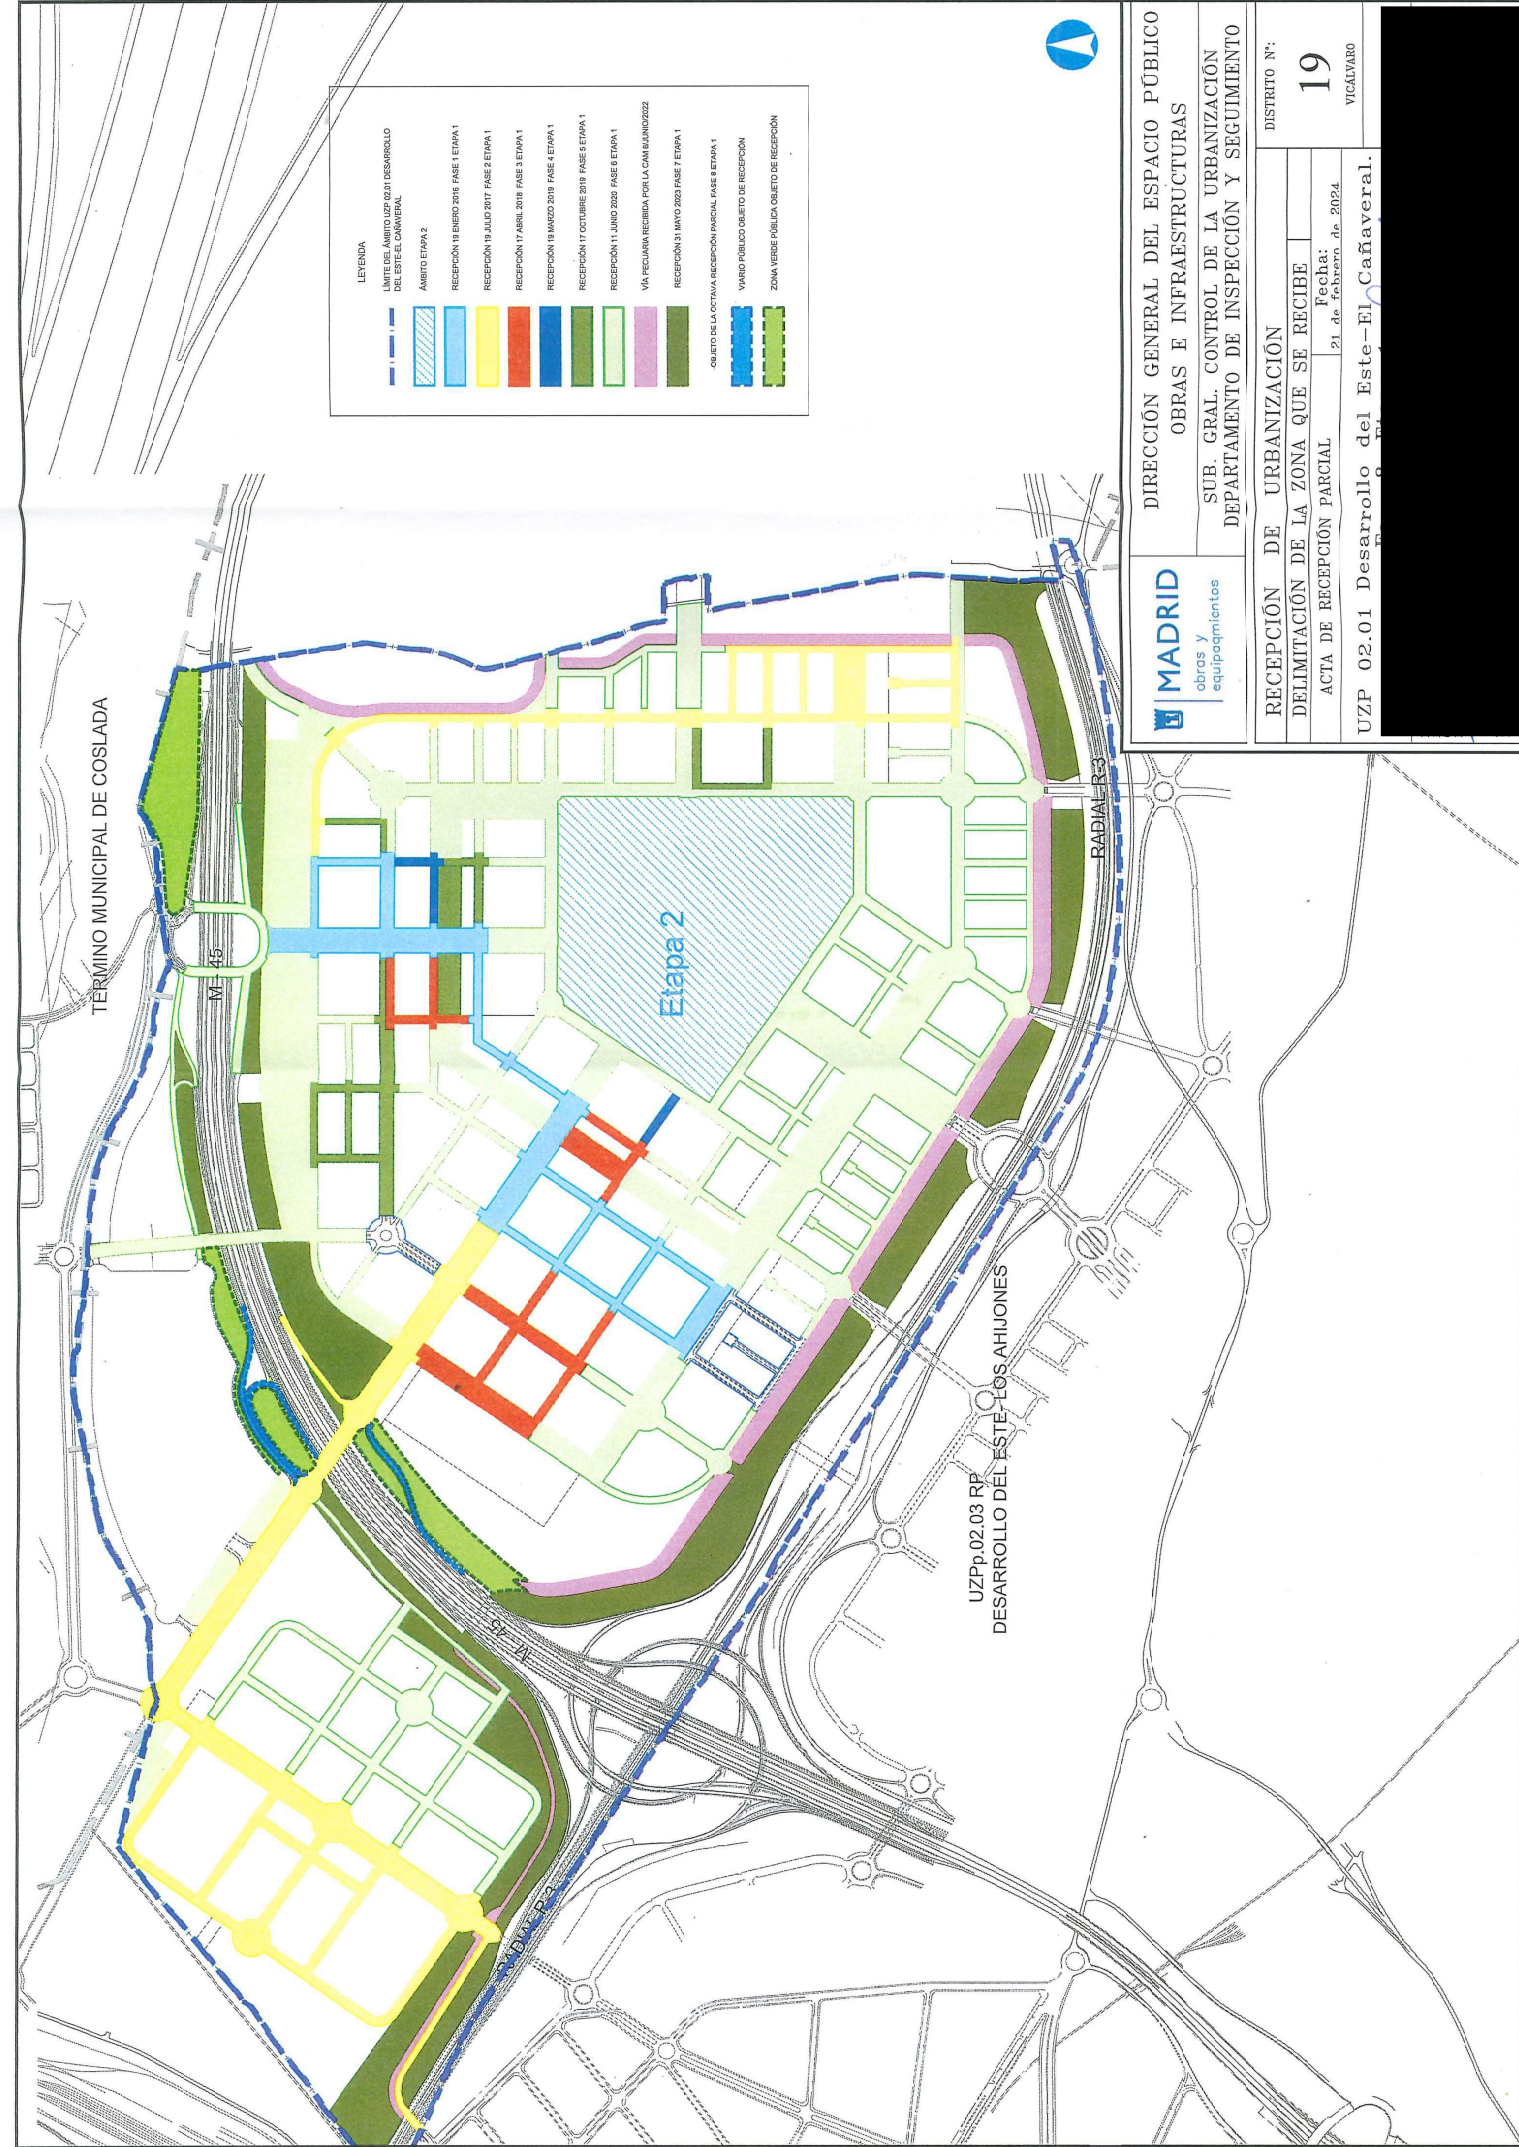 TERMINO MUNICIPAL DE COSLADA
M-45
Etapa 2
RADIAL R-3
M-45
UZPp.02.03 RP
DESARROLLO DEL ESTE-LOS AHIJONES
RADIAL R-3
LEYENDA
LÍMITE DEL ÁMBITO UZP 02.01 DESARROLLO
DEL ESTE-EL CAÑAVERAL
ÁMBITO ETAPA 2
RECEPCIÓN 19 ENERO 2016 FASE 1 ETAPA 1
RECEPCIÓN 19 JULIO 2017 FASE 2 ETAPA 1
RECEPCIÓN 17 ABRIL 2018 FASE 3 ETAPA 1
RECEPCIÓN 19 MARZO 2019 FASE 4 ETAPA 1
RECEPCIÓN 17 OCTUBRE 2019 FASE 5 ETAPA 1
RECEPCIÓN 11 JUNIO 2020 FASE 6 ETAPA 1
VÍA PECUARIA RECIBIDA POR LA CAM 8/JUNIO/2022
RECEPCIÓN 31 MAYO 2023 FASE 7 ETAPA 1
-OBJETO DE LA OCTAVA RECEPCIÓN PARCIAL FASE 8 ETAPA 1
VIARIO PÚBLICO OBJETO DE RECEPCIÓN
ZONA VERDE PÚBLICA OBJETO DE RECEPCIÓN
MADRID
obras y
equipaqmientos
DIRECCIÓN GENERAL DEL ESPACIO PÚBLICO
OBRAS E INFRAESTRUCTURAS
SUB. GRAL. CONTROL DE LA URBANIZACIÓN
DEPARTAMENTO DE INSPECCIÓN Y SEGUIMIENTO
RECEPCIÓN DE URBANIZACIÓN
DELIMITACIÓN DE LA ZONA QUE SE RECIBE
ACTA DE RECEPCIÓN PARCIAL
Fecha:
21 de febrero de 2024
DISTRITO Nº:
19
VICÁLVARO
UZP 02.01 Desarrollo del Este-El Cañaveral.